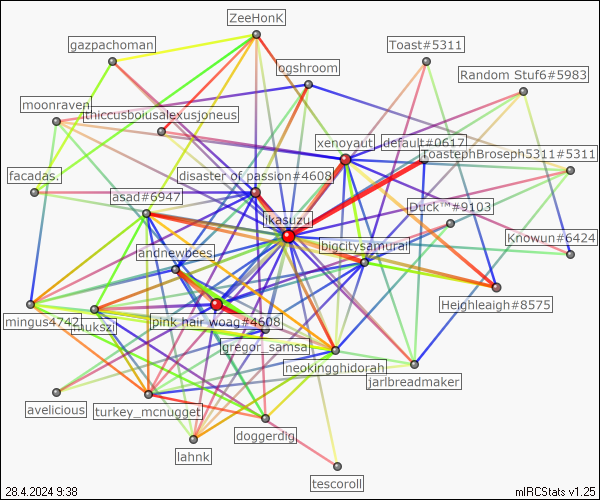 ZeeHonK
gazpachoman
Toast#5311
ogshroom
Random Stuf6#5983
moonraven
thiccusboiusalexusjoneus
xenoyaut
default#0617
ToastephBroseph5311#5311
facadas.
disaster of passion#4608
asad#6947
Duck™#9103
ikasuzu
Knowun#6424
bigcitysamurai
andnewbees
Heighleaigh#8575
mingus4742
mukszi
pink hair woag#4608
gregor_samsa
neokingghidorah
jarlbreadmaker
avelicious
turkey_mcnugget
doggerdig
lahnk
tescoroll
28.4.2024 9:38
mIRCStats v1.25